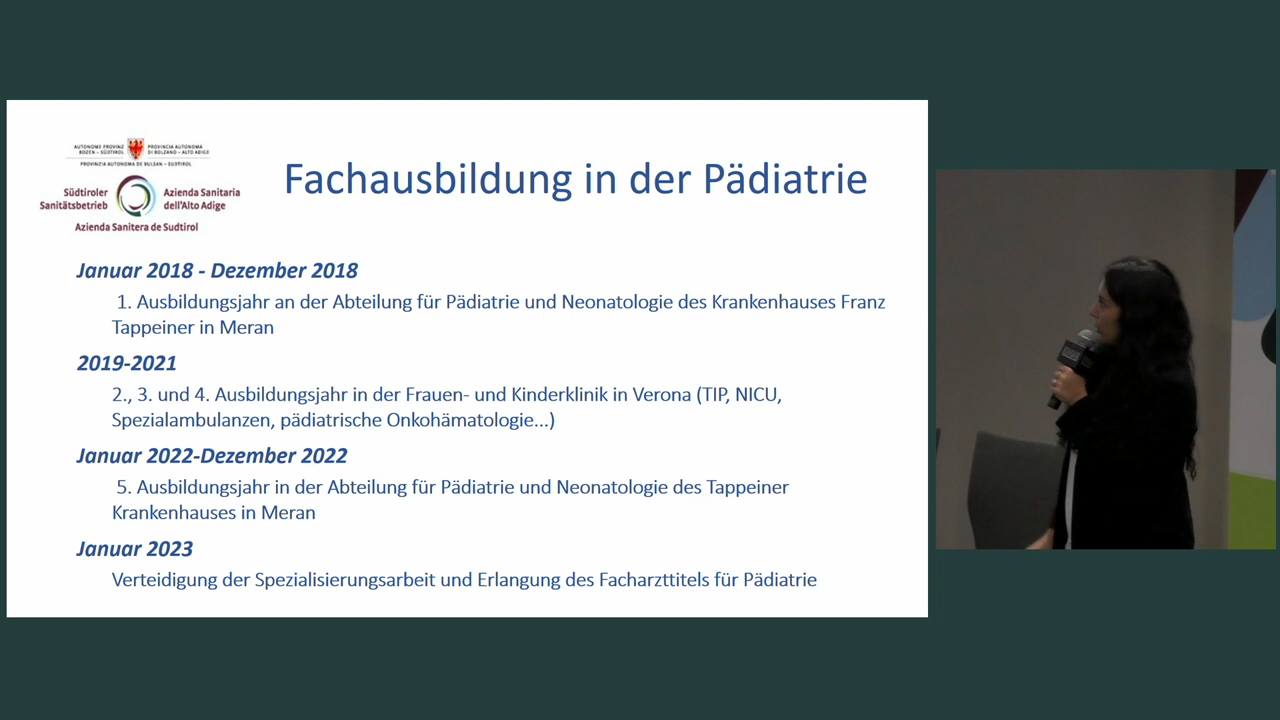 AUTONOME PROVINZ
BOZEN – SÜDTIROL
PROVINCIA AUTONOMA
DI BOLZANO – ALTO ADIGE
PROVINZIA AUTONOMA DE BULSAN – SÜDTIROL
Südtiroler
Sanitätsbetrieb
Azienda Sanitaria
dell'Alto Adige
Azienda Sanitera de Sudtirol
Fachausbildung in der Pädiatrie
Januar 2018 - Dezember 2018
1. Ausbildungsjahr an der Abteilung für Pädiatrie und Neonatologie des Krankenhauses Franz
Tappeiner in Meran
2019-2021
2., 3. und 4. Ausbildungsjahr in der Frauen- und Kinderklinik in Verona (TIP, NICU,
Spezialambulanzen, pädiatrische Onkohämatologie...)
Januar 2022-Dezember 2022
5. Ausbildungsjahr in der Abteilung für Pädiatrie und Neonatologie des Tappeiner
Krankenhauses in Meran
Januar 2023
Verteidigung der Spezialisierungsarbeit und Erlangung des Facharzttitels für Pädiatrie